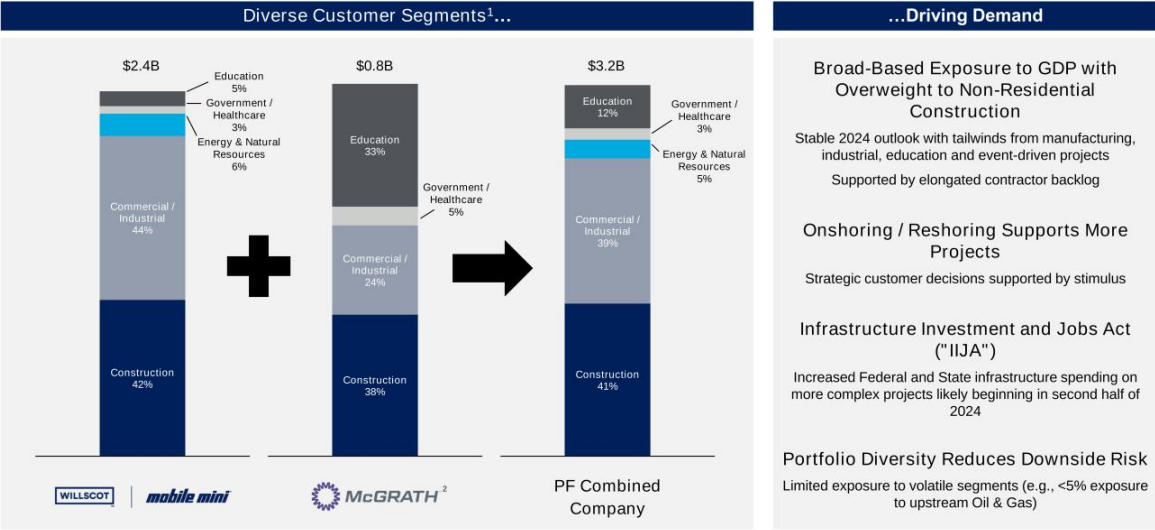 Diverse Customer Segments¹…
$2.4B
Education
5%
Government /
Healthcare
3%
Energy & Natural
Resources
6%
Commercial /
Industrial
44%
Construction
42%
WILLSCOT
mobile mini
$0.8B
Education
33%
Government /
Healthcare
5%
Commercial /
Industrial
24%
Construction
38%
McGRATH ²
$3.2B
Education
12%
Government /
Healthcare
3%
Energy & Natural
Resources
5%
Commercial /
Industrial
39%
Construction
41%
PF Combined
Company
…Driving Demand
Broad-Based Exposure to GDP with
Overweight to Non-Residential
Construction
Stable 2024 outlook with tailwinds from manufacturing,
industrial, education and event-driven projects
Supported by elongated contractor backlog
Onshoring / Reshoring Supports More
Projects
Strategic customer decisions supported by stimulus
Infrastructure Investment and Jobs Act
("IIJA")
Increased Federal and State infrastructure spending on
more complex projects likely beginning in second half of
2024
Portfolio Diversity Reduces Downside Risk
Limited exposure to volatile segments (e.g., <5% exposure
to upstream Oil & Gas)